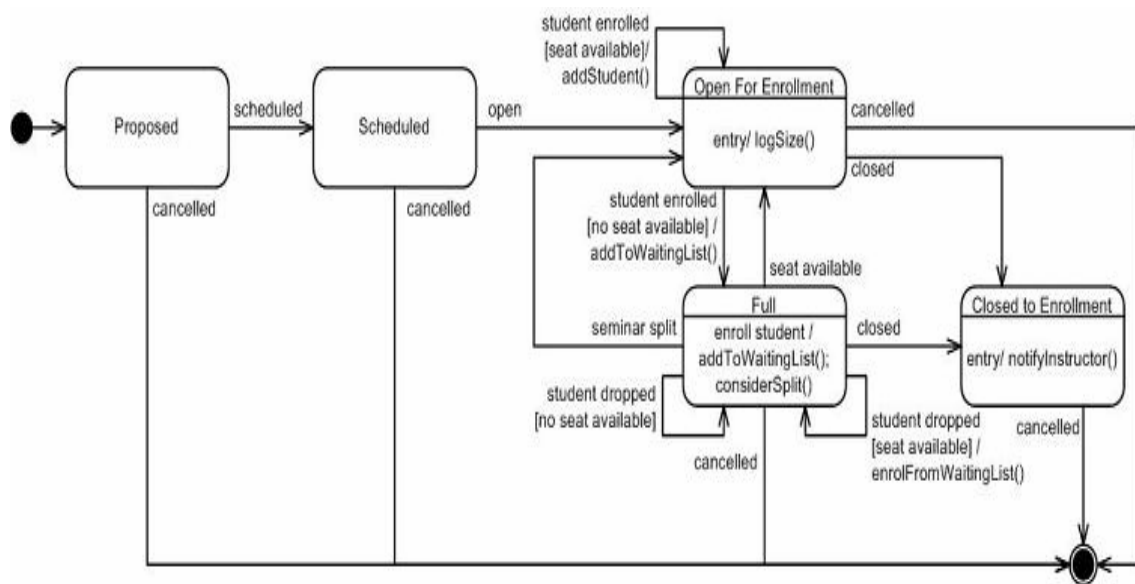 student enrolled
[seat available]/
addStudent()
Open For Enrollment
entry/ logSize()
cancelled
closed
Proposed
scheduled
Scheduled
open
cancelled
cancelled
student enrolled
[no seat available] /
addToWaitingList()
seat available
Full
enroll student /
addToWaitingList();
considerSplit()
seminar split
closed
Closed to Enrollment
entry/ notifyInstructor()
student dropped
[no seat available]
student dropped
[seat available] /
enrolFromWaitingList()
cancelled
cancelled